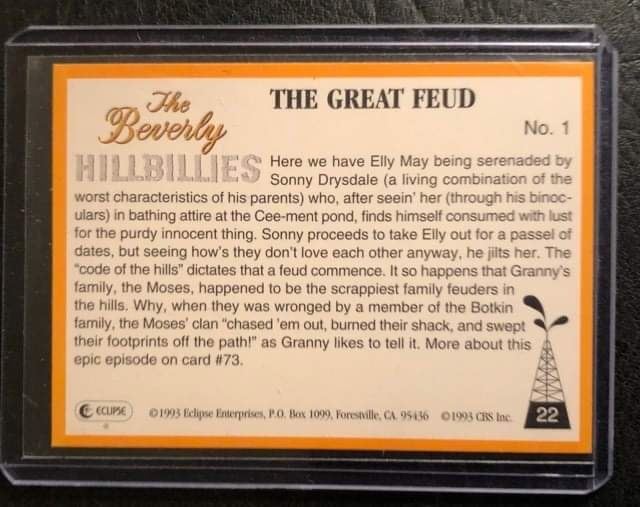 The
Beverly
HILLBILLIES
THE GREAT FEUD
No. 1
Here we have Elly May being serenaded by
Sonny Drysdale (a living combination of the
worst characteristics of his parents) who, after seein' her (through his binoc-
ulars) in bathing attire at the Cee-ment pond, finds himself consumed with lust
for the purdy innocent thing. Sonny proceeds to take Elly out for a passel of
dates, but seeing how's they don't love each other anyway, he jilts her. The
"code of the hills" dictates that a feud commence. It so happens that Granny's
family, the Moses, happened to be the scrappiest family feuders in
the hills. Why, when they was wronged by a member of the Botkin
family, the Moses' clan "chased 'em out, burned their shack, and swept
their footprints off the path!" as Granny likes to tell it. More about this
epic episode on card #73.
ECLIPSE
©1993 Eclipse Enterprises, P.O. Box 1099, Forestville, CA 95436 ©1993 CBS Inc.
22